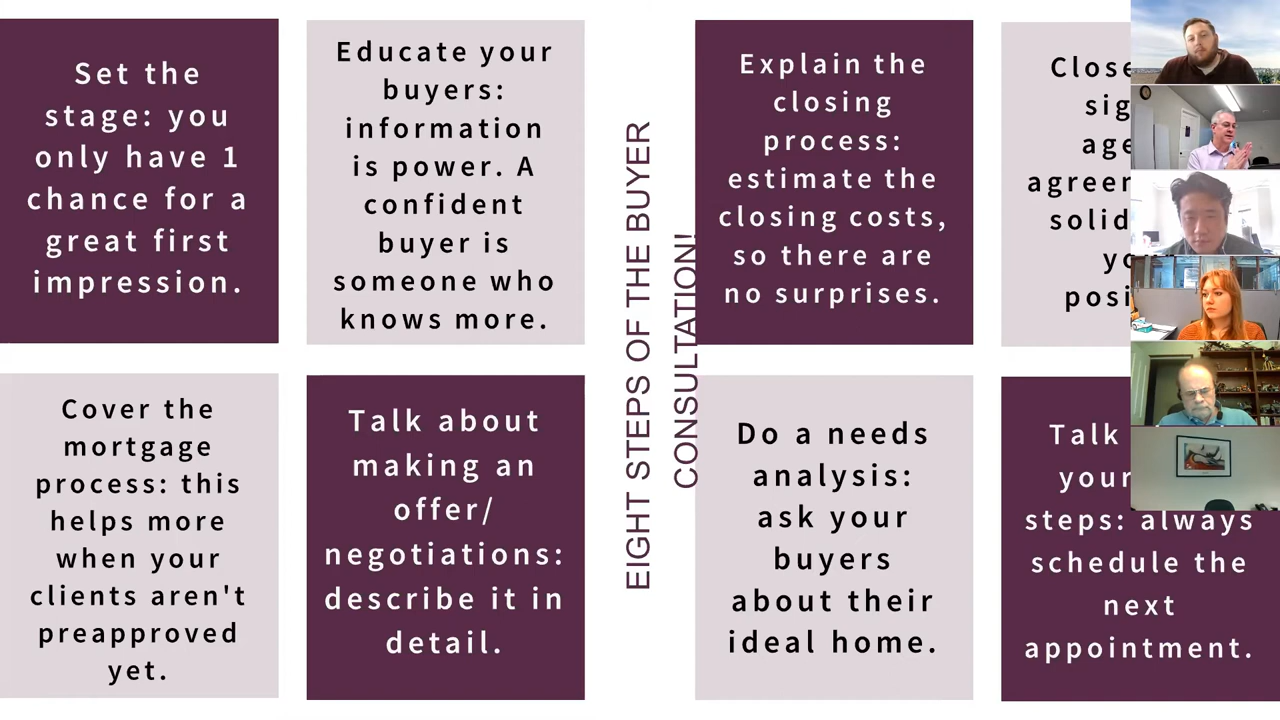 Set the
stage: you
only have 1
chance for a
great first
impression.
Educate your
buyers:
information
is power. A
confident
buyer is
someone who
knows more.
EIGHT STEPS OF THE BUYER
CONSULTATION!
Explain the
closing
process:
estimate the
closing costs,
so there are
no surprises.
Close
sig
age
agree
solid
yo
posi
Cover the
mortgage
process: this
helps more
when your
clients aren't
preapproved
yet.
Talk about
making an
offer/
negotiations:
describe it in
detail.
Do a needs
analysis:
ask your
buyers
about their
ideal home.
Talk
your
steps: always
schedule the
next
appointment.